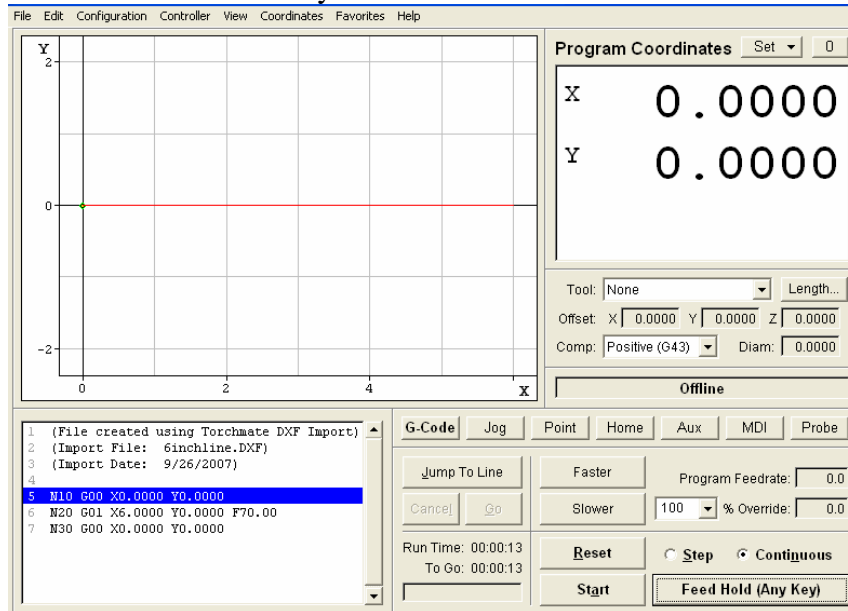 File Edit Configuration Controller View Coordinates Favorites Help
Y
2
0
-2
0 2 4 X
Program Coordinates Set 0
X 0.0000
Y 0.0000
Tool: None Length...
Offset: X 0.0000 Y 0.0000 Z 0.0000
Comp: Positive (G43) Diam: 0.0000
Offline
1 (File created using Torchmate DXF Import)
2 (Import File: 6inchline.DXF)
3 (Import Date: 9/26/2007)
4
5 N10 G00 X0.0000 Y0.0000
6 N20 G01 X6.0000 Y0.0000 F70.00
7 N30 G00 X0.0000 Y0.0000
G-Code Jog Point Home Aux MDI Probe
Jump To Line Faster Program Feedrate: 0.0
Cancel Go Slower 100 % Override: 0.0
Run Time: 00:00:13
To Go: 00:00:13
Reset Step Continuous
Start Feed Hold (Any Key)